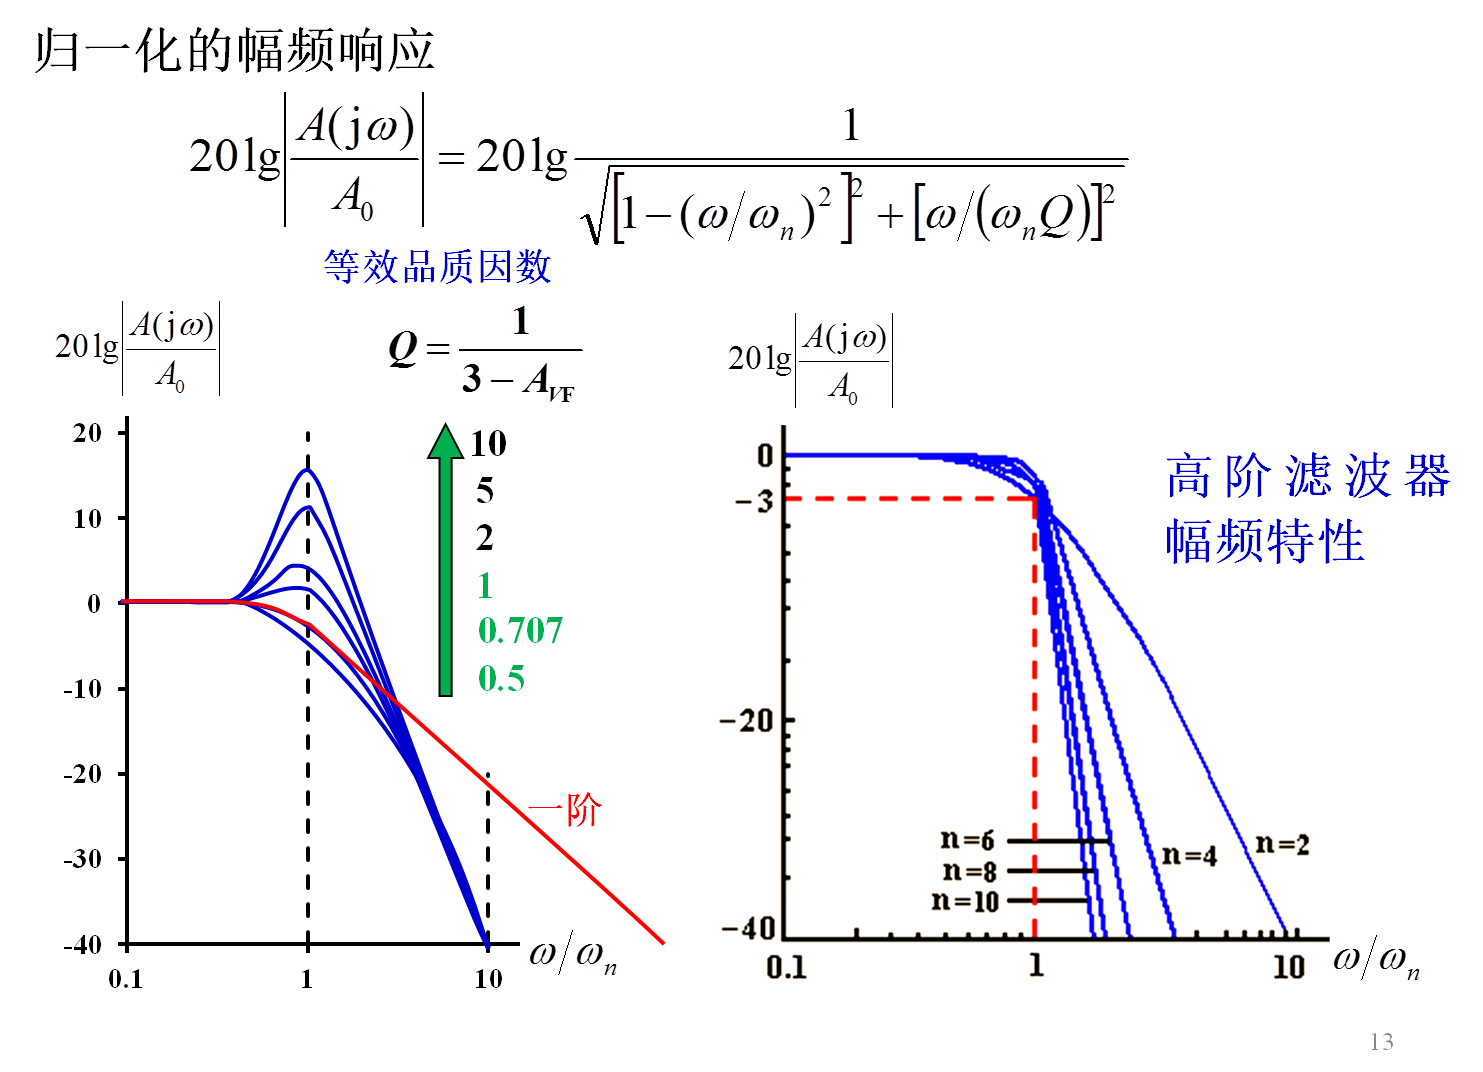 归一化的幅频响应
20lg|A(jω)/A₀| = 20lg 1/√([1−(ω/ωₙ)²]²+[ω/(ωₙQ)]²)
等效品质因数
20lg|A(jω)/A₀|
Q = 1/(3 − A_VF)
20lg|A(jω)/A₀|
20
10
0
-10
-20
-30
-40
0.1
1
10
ω/ωₙ
10
5
2
1
0.707
0.5
一阶
0
−3
−20
−40
0.1
1
10
ω/ωₙ
n=6
n=8
n=10
n=4
n=2
高阶滤波器
幅频特性
13